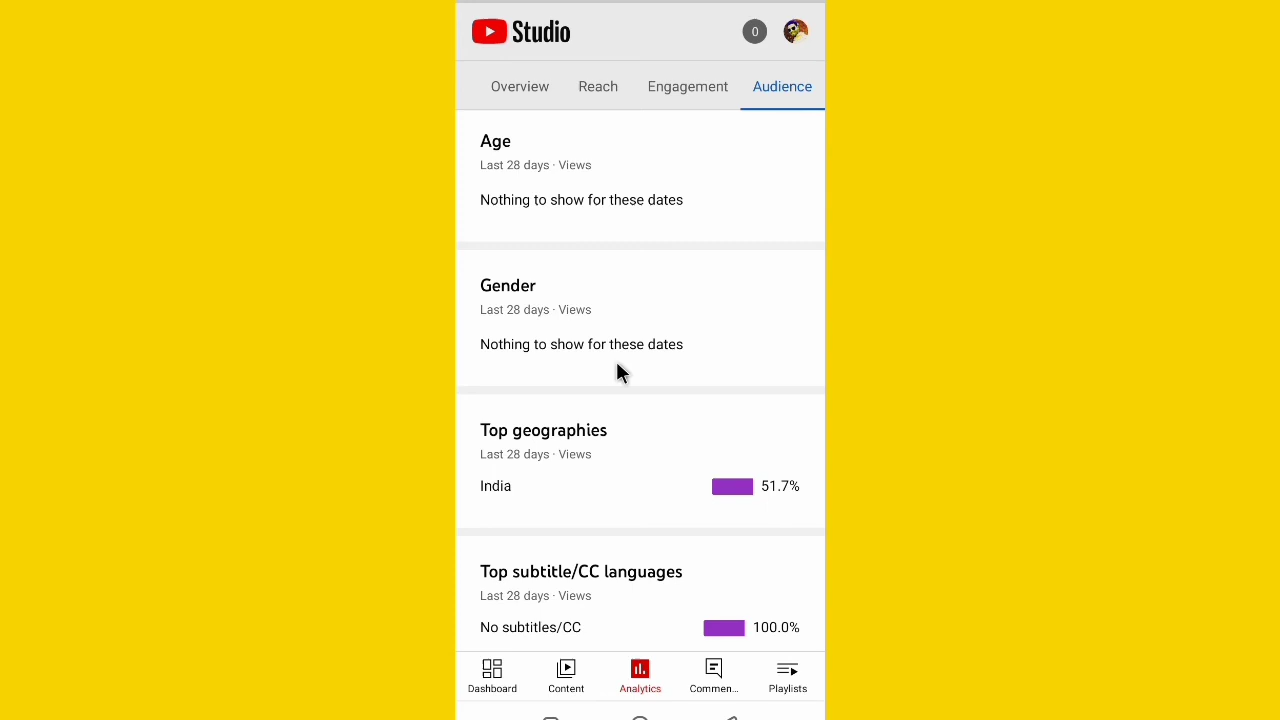 Studio
0
Overview Reach Engagement Audience
Age
Last 28 days · Views
Nothing to show for these dates
Gender
Last 28 days · Views
Nothing to show for these dates
Top geographies
Last 28 days · Views
India 51.7%
Top subtitle/CC languages
Last 28 days · Views
No subtitles/CC 100.0%
Dashboard Content Analytics Commen... Playlists